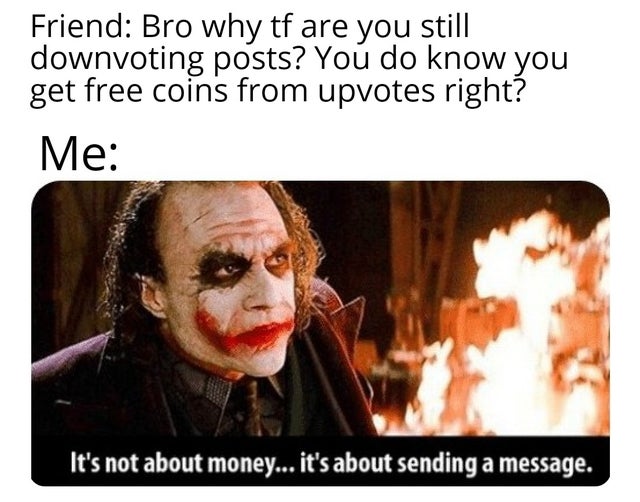 Friend: Bro why tf are you still
downvoting posts? You do know you
get free coins from upvotes right?
Me:
It's not about money... it's about sending a message.